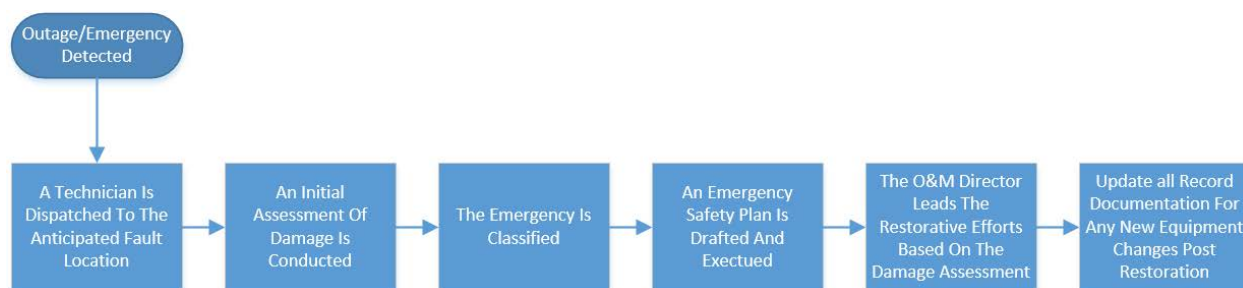 Outage/Emergency
Detected
A Technician Is
Dispatched To The
Anticipated Fault
Location
An Initial
Assessment Of
Damage Is
Conducted
The Emergency Is
Classified
An Emergency
Safety Plan Is
Drafted And
Exectued
The O&M Director
Leads The
Restorative Efforts
Based On The
Damage Assessment
Update all Record
Documentation For
Any New Equipment
Changes Post
Restoration